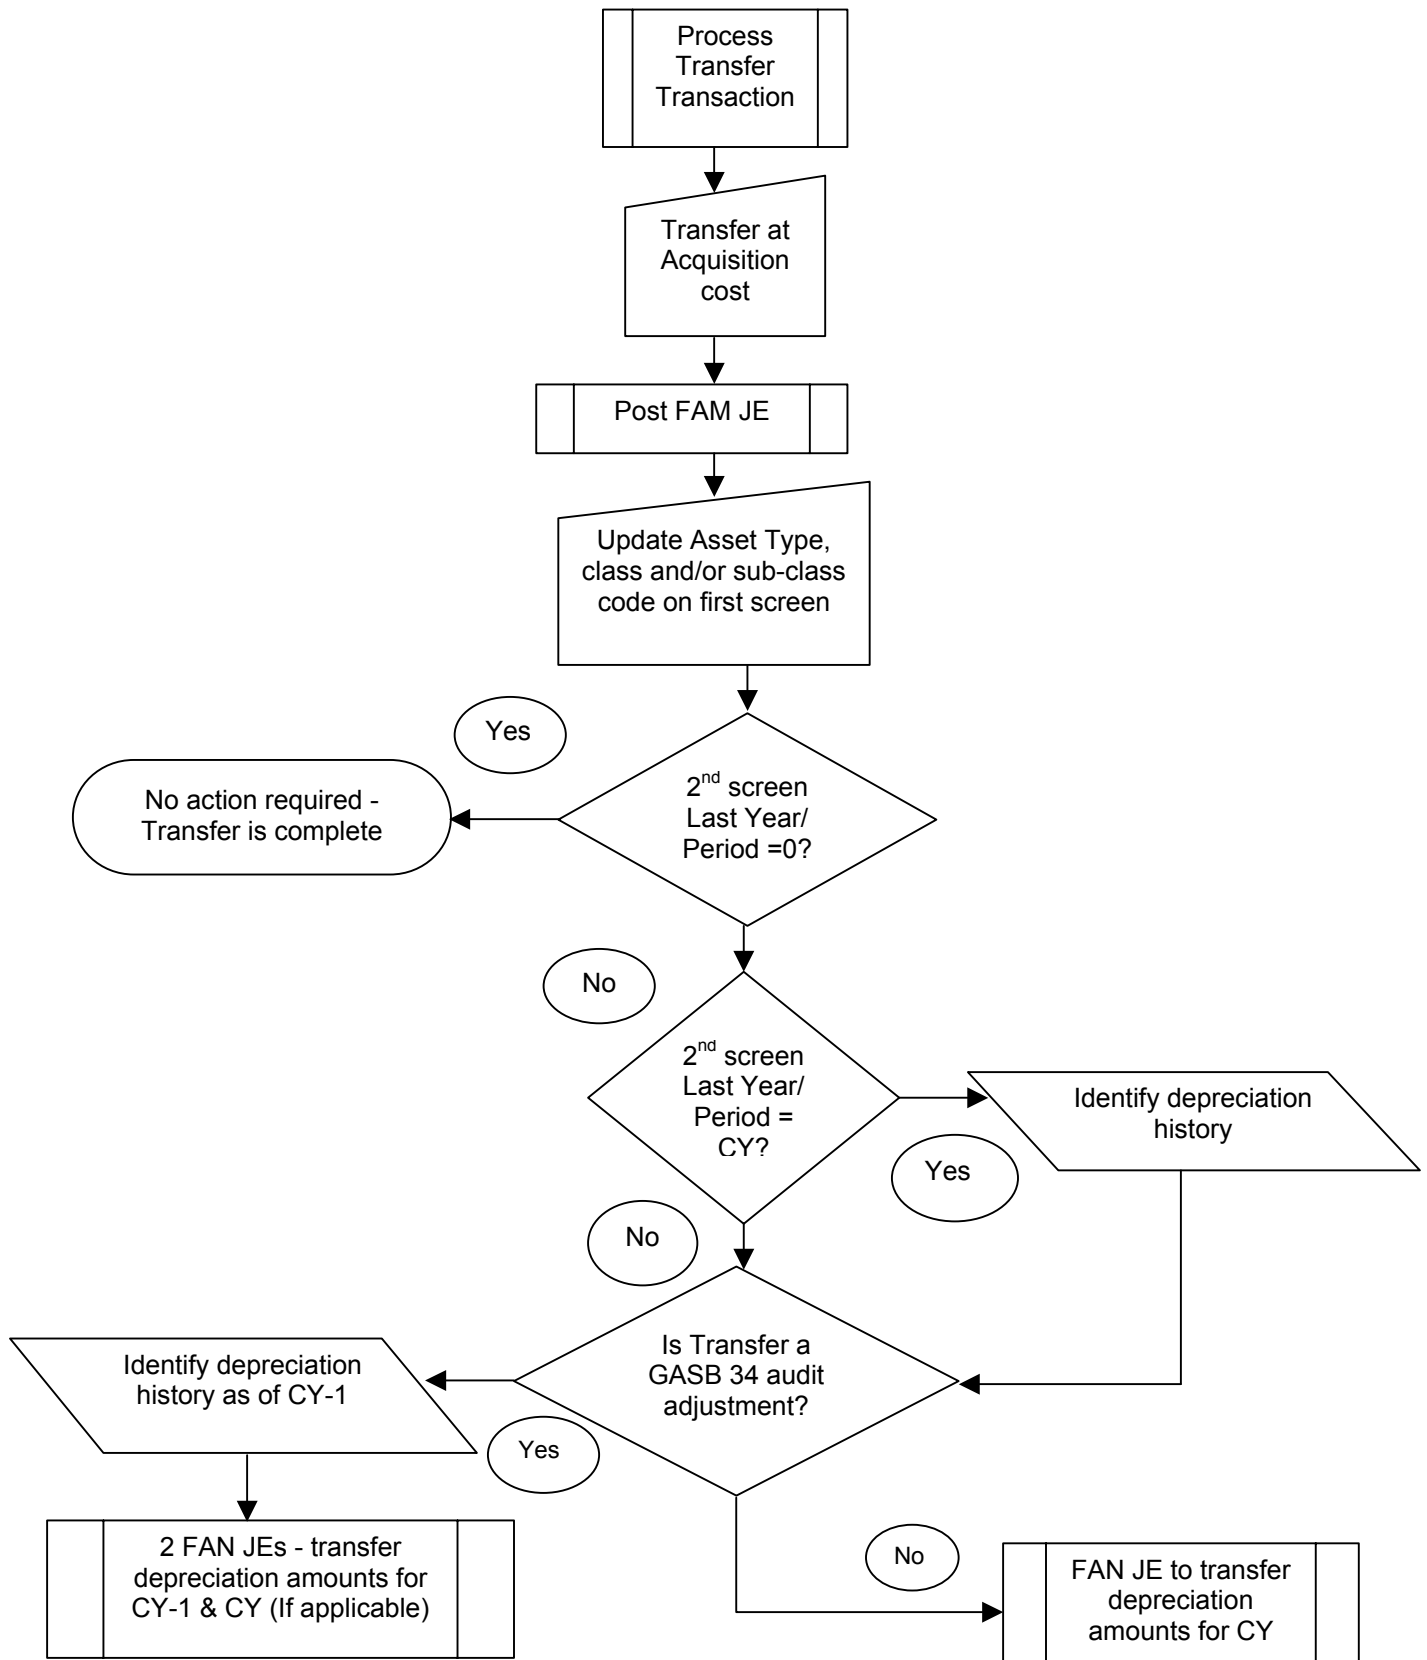 Process
Transfer
Transaction
Transfer at
Acquisition
cost
Post FAM JE
Update Asset Type,
class and/or sub-class
code on first screen
Yes
No action required -
Transfer is complete
2nd screen
Last Year/
Period =0?
No
2nd screen
Last Year/
Period =
CY?
Identify depreciation
history
Yes
No
Is Transfer a
GASB 34 audit
adjustment?
Identify depreciation
history as of CY-1
Yes
2 FAN JEs - transfer
depreciation amounts for
CY-1 & CY (If applicable)
No
FAN JE to transfer
depreciation
amounts for CY